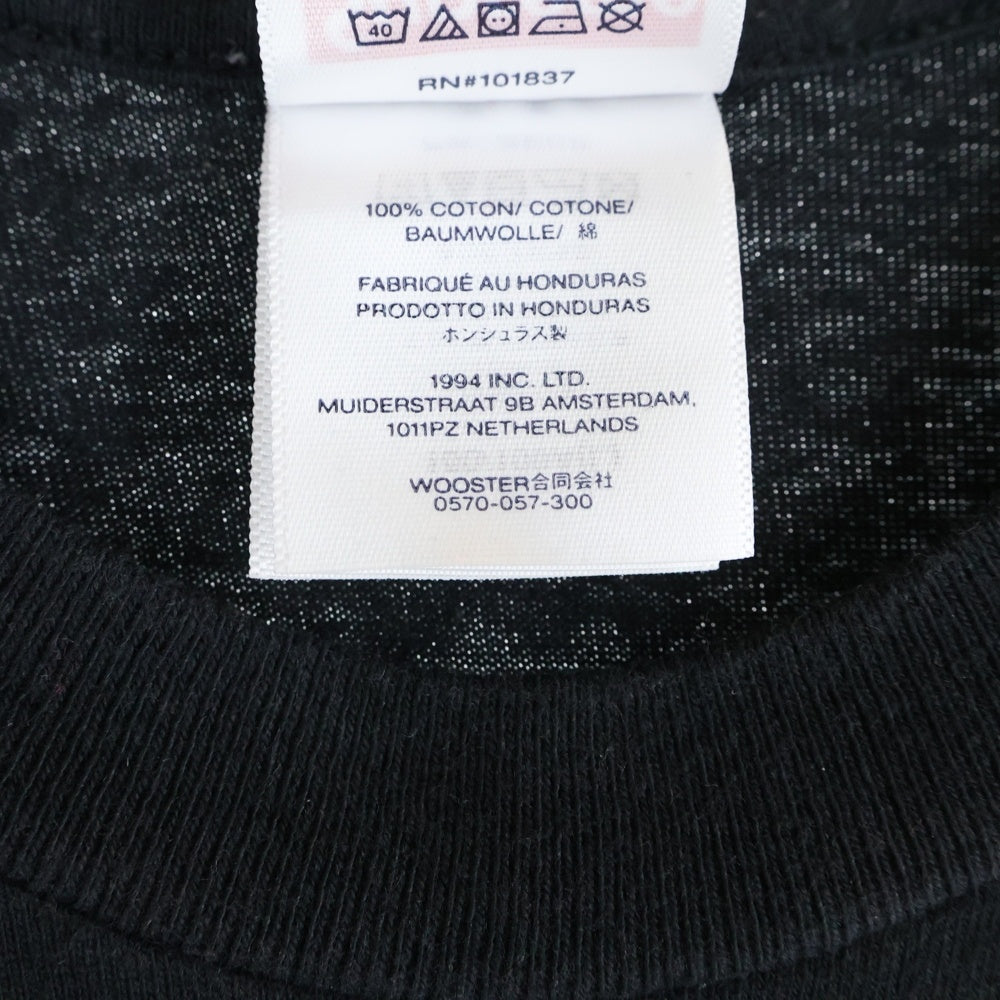 40
RN#101837
100% COTON/ COTONE/
BAUMWOLLE/ 綿
FABRIQUÉ AU HONDURAS
PRODOTTO IN HONDURAS
ホンシュラス製
1994 INC. LTD.
MUIDERSTRAAT 9B AMSTERDAM,
1011PZ NETHERLANDS
WOOSTER合同会社
0570-057-300